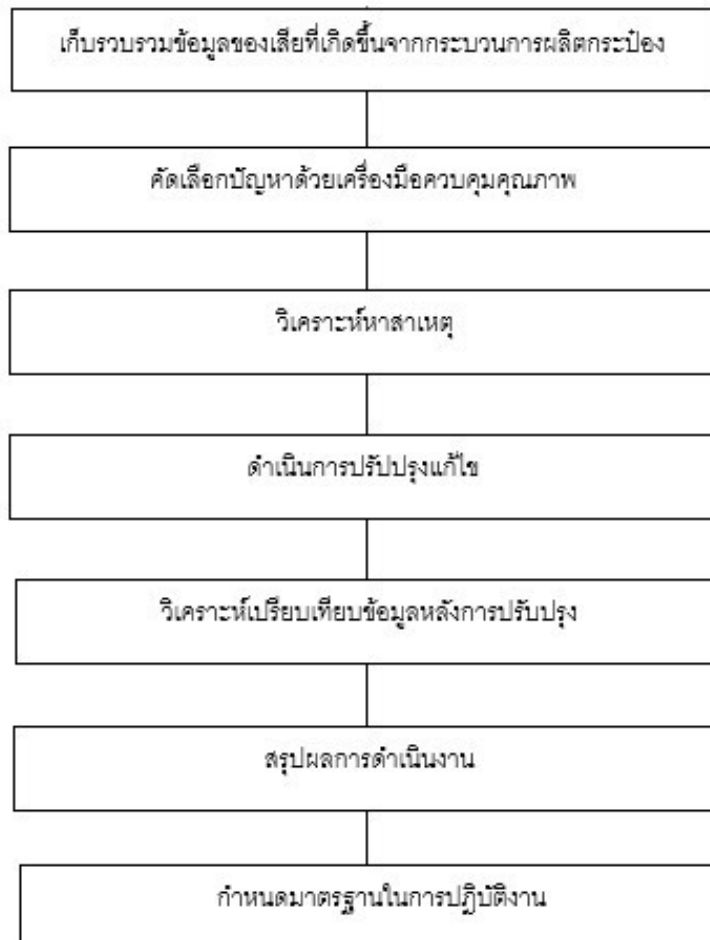 เก็บรวบรวมข้อมูลของเสียที่เกิดขึ้นจากกระบวนการผลิตกระป๋อง
คัดเลือกปัญหาด้วยเครื่องมือควบคุมคุณภาพ
วิเคราะห์หาสาเหตุ
ดำเนินการปรัปปรุงแก้ไข
วิเคราะห์เปรียบเทียบข้อมูลหลังการปรับปรุง
สรุปผลการดำเนินงาน
กำหนดมาตรฐานในการปฏิบัติงาน